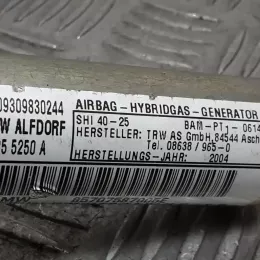 09309830244
AIRBAG-HYBRIDGAS-GENERATOR
SHI 40-25 BAM-PT1-0614
W ALFDORF
HERSTELLER: TRW AS GmbH, 84544 Asch
Tel. 08638 / 965-0
5 5250 A
HERSTELLUNGS-JAHR: 2004